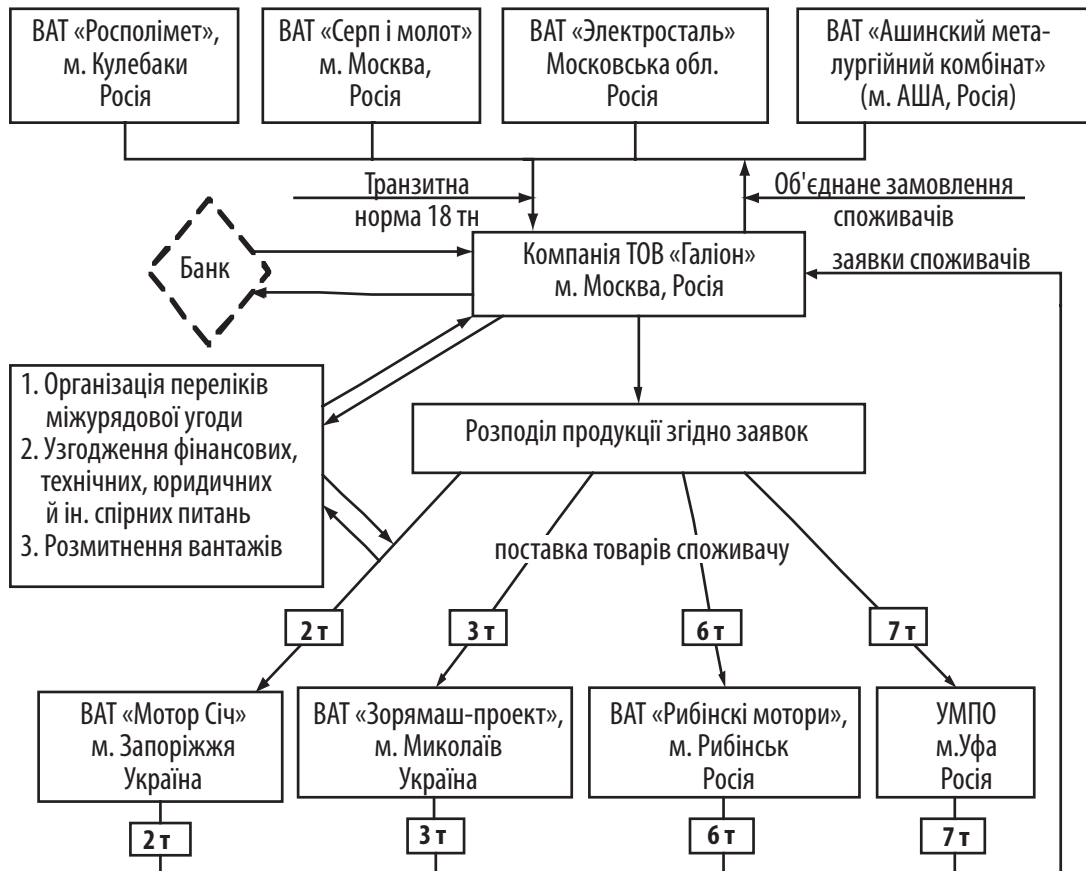 ВАТ «Росполімет»,
м. Кулебаки
Росія
ВАТ «Серп і молот»
м. Москва,
Росія
ВАТ «Электросталь»
Московська обл.
Росія
ВАТ «Ашинский мета-
лургійний комбінат»
(м. АША, Росія)
Транзитна
норма 18 тн
Об'єднане замовлення
споживачів
Банк
Компанія ТОВ «Галіон»
м. Москва, Росія
заявки споживачів
1. Організація переліків
міжурядової угоди
2. Узгодження фінансових,
технічних, юридичних
й ін. спірних питань
3. Розмитнення вантажів
Розподіл продукції згідно заявок
поставка товарів споживачу
2 т
3 т
6 т
7 т
ВАТ «Мотор Січ»
м. Запоріжжя
Україна
ВАТ «Зорямаш-проект»,
м. Миколаїв
Україна
ВАТ «Рибінскі мотори»,
м. Рибінськ
Росія
УМПО
м.Уфа
Росія
2 т
3 т
6 т
7 т